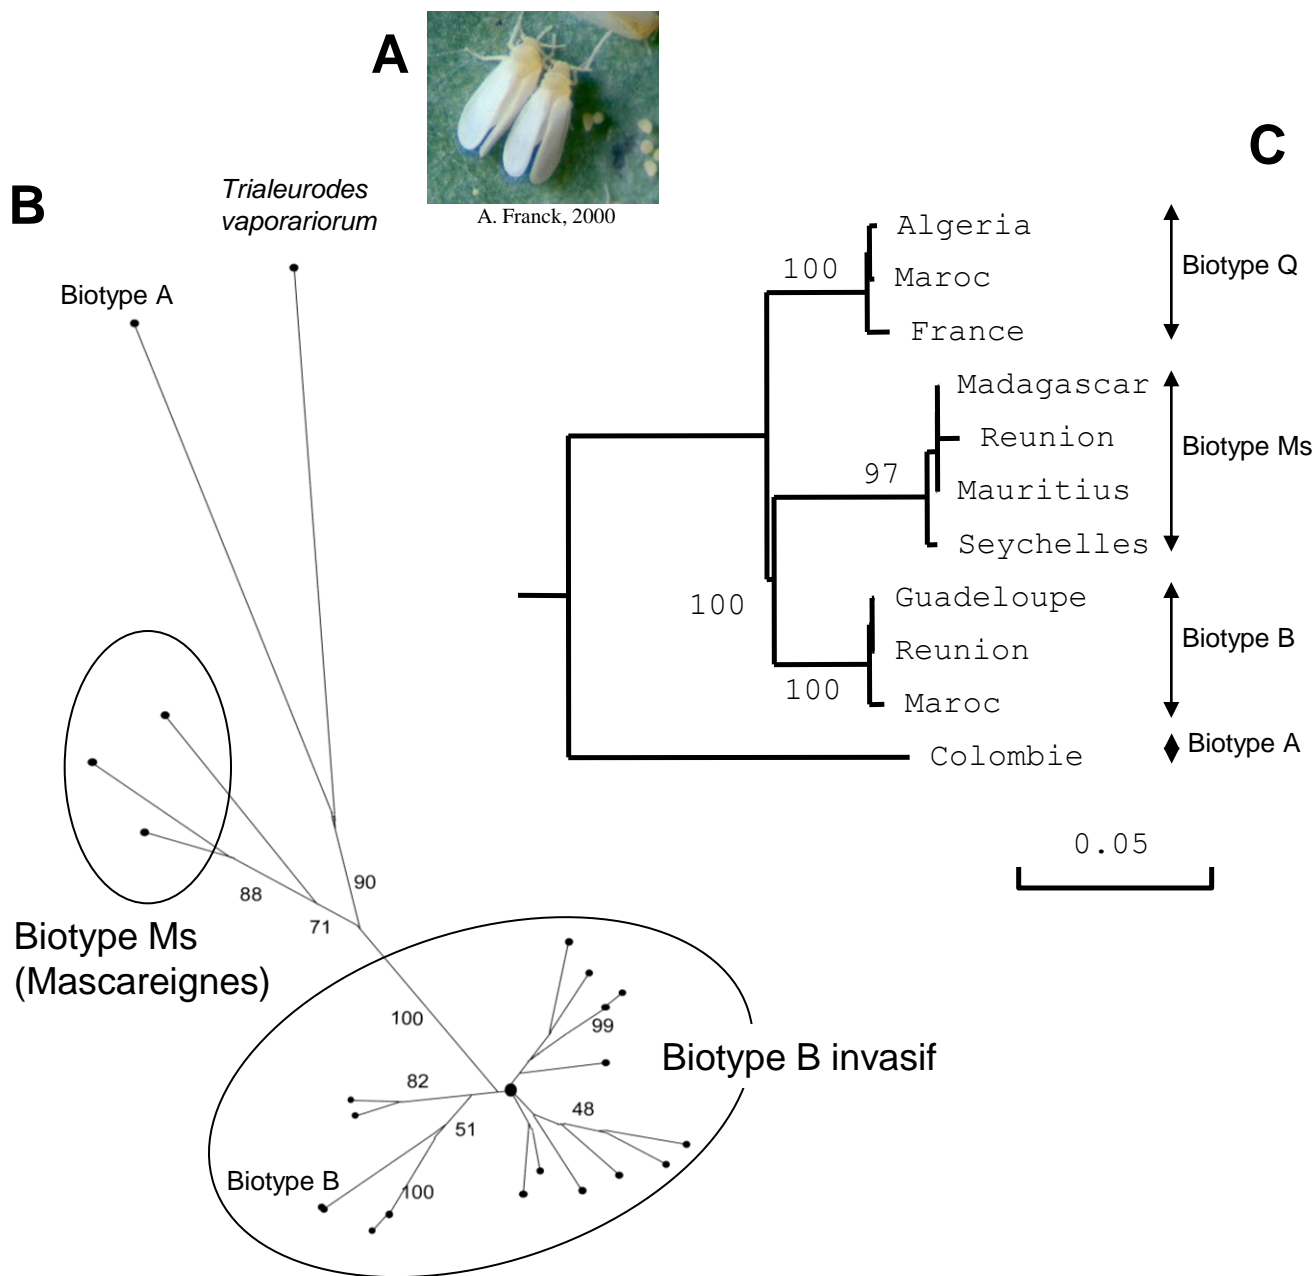 A
A. Franck, 2000
B
Trialeurodes
vaporariorum
Biotype A
90
88
71
Biotype Ms
(Mascareignes)
100
99
Biotype B invasif
82
48
51
Biotype B
100
C
Algeria
100
Maroc
Biotype Q
France
Madagascar
Reunion
Biotype Ms
97
Mauritius
Seychelles
Guadeloupe
100
Reunion
Biotype B
100
Maroc
Colombie
Biotype A
0.05